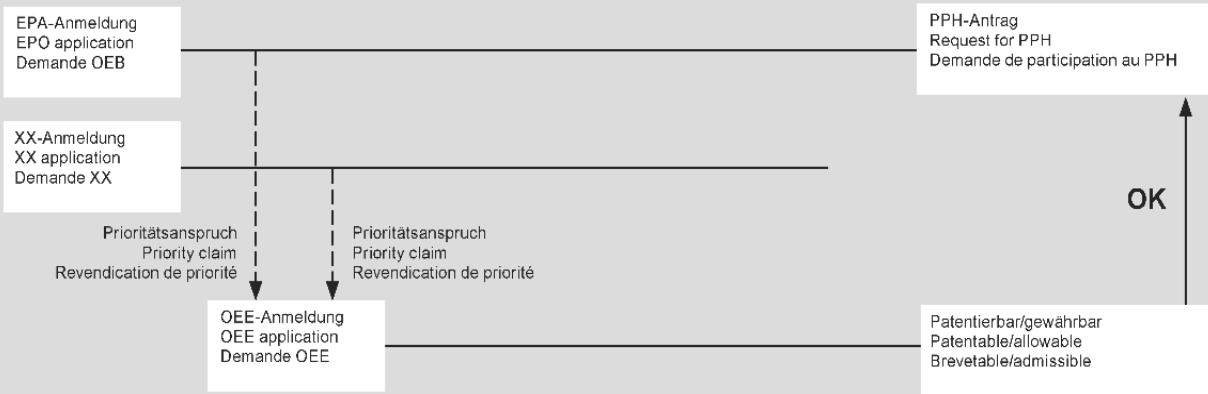 EPA-Anmeldung
EPO application
Demande OEB
PPH-Antrag
Request for PPH
Demande de participation au PPH
XX-Anmeldung
XX application
Demande XX
OK
Prioritätsanspruch
Priority claim
Revendication de priorité
Prioritätsanspruch
Priority claim
Revendication de priorité
OEE-Anmeldung
OEE application
Demande OEE
Patentierbar/gewährbar
Patentable/allowable
Brevetable/admissible